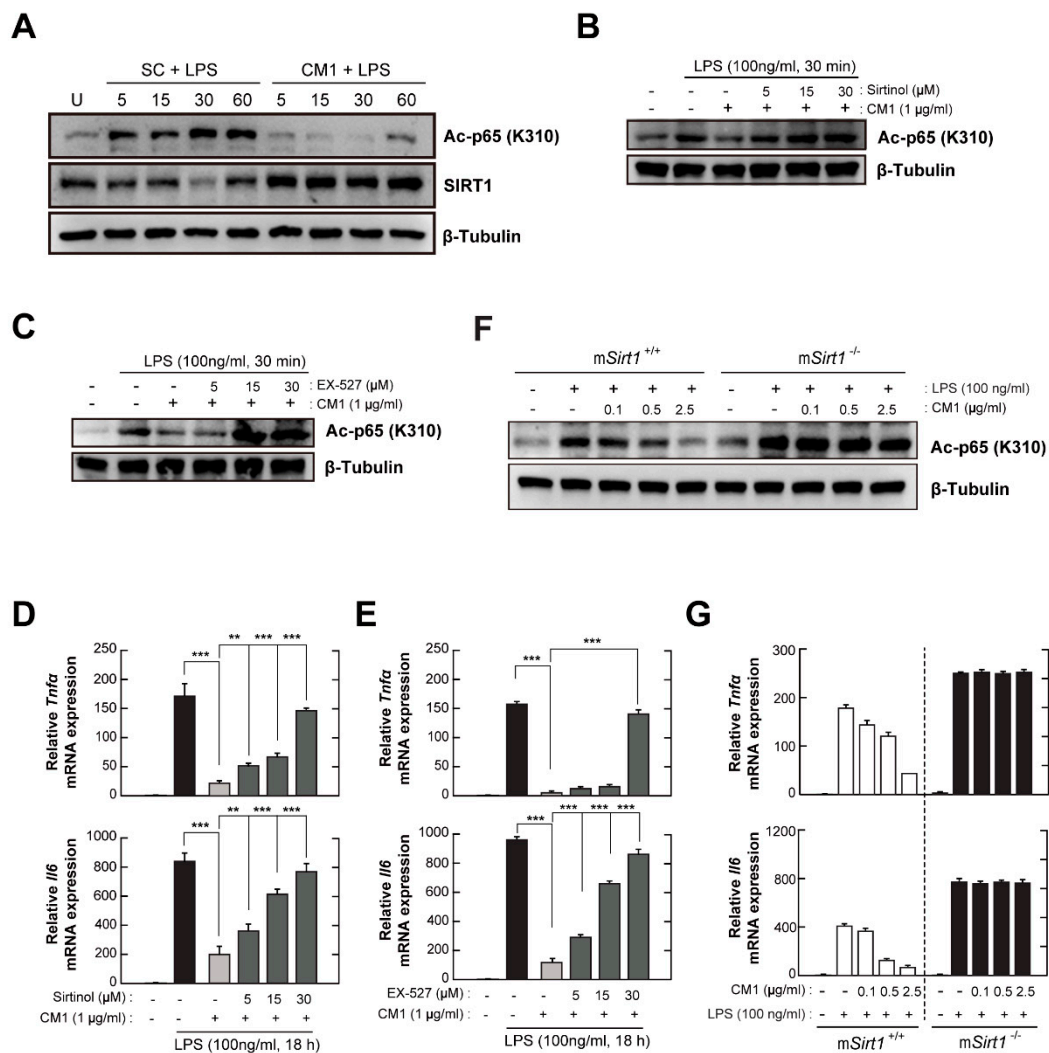 A
SC + LPS CM1 + LPS
U 5 15 30 60 5 15 30 60
Ac-p65 (K310)
SIRT1
β-Tubulin
B
LPS (100ng/ml, 30 min)
- - - 5 15 30 : Sirtinol (µM)
- - + + + + : CM1 (1 µg/ml)
Ac-p65 (K310)
β-Tubulin
C
LPS (100ng/ml, 30 min)
- - - 5 15 30 : EX-527 (µM)
- - + + + + : CM1 (1 µg/ml)
Ac-p65 (K310)
β-Tubulin
F
mSirt1 +/+ mSirt1 -/-
- + + + + - + + + + : LPS (100 ng/ml)
- - 0.1 0.5 2.5 - - 0.1 0.5 2.5 : CM1 (µg/ml)
Ac-p65 (K310)
β-Tubulin
D
Relative Tnfα
mRNA expression
250
200
150
100
50
0
*** ** *** ***
Relative Il6
mRNA expression
1000
800
600
400
200
0
*** ** *** ***
Sirtinol (µM) : - - - 5 15 30
CM1 (1 µg/ml) : - - + + + +
LPS (100ng/ml, 18 h)
E
Relative Tnfα
mRNA expression
250
200
150
100
50
0
*** ***
Relative Il6
mRNA expression
1000
800
600
400
200
0
*** *** *** ***
EX-527 (µM) : - - - 5 15 30
CM1 (1 µg/ml) : - - + + + +
LPS (100ng/ml, 18 h)
G
Relative Tnfα
mRNA expression
300
200
100
0
Relative Il6
mRNA expression
1200
800
400
0
CM1 (µg/ml) : - - 0.1 0.5 2.5 - - 0.1 0.5 2.5
LPS (100 ng/ml) : - + + + + - + + + +
mSirt1 +/+ mSirt1 -/-